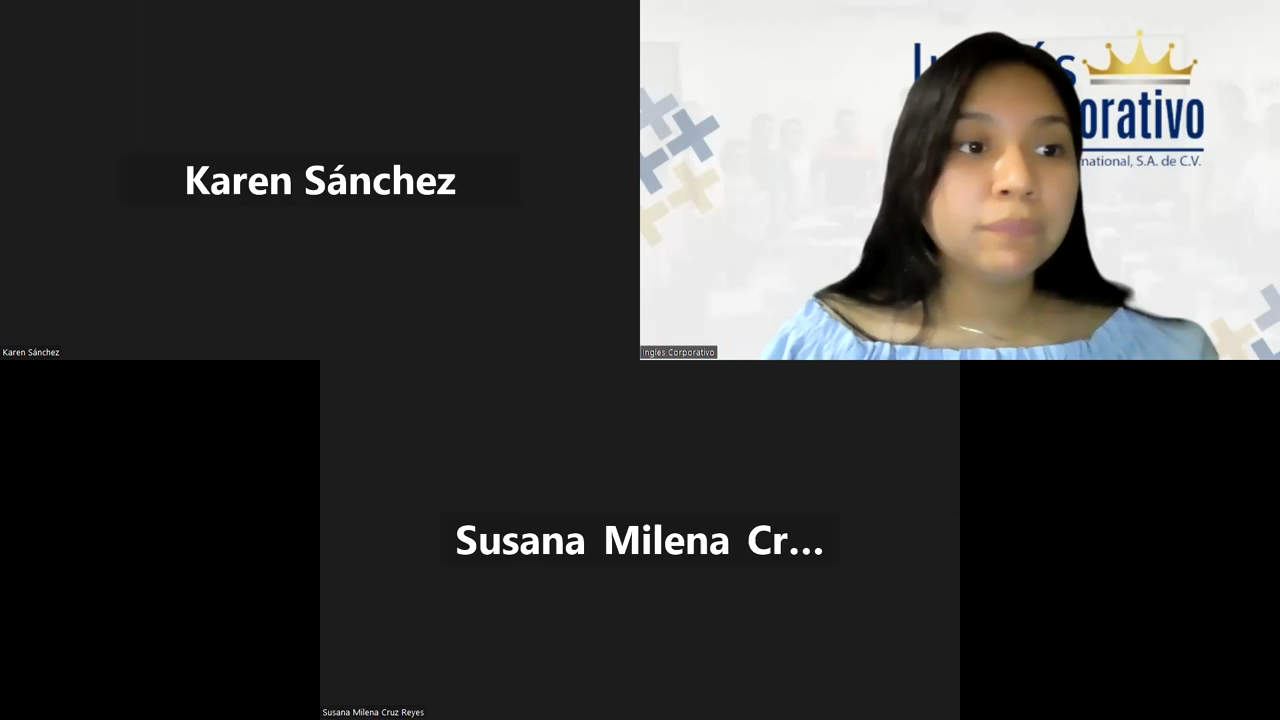 Karen Sánchez
Karen Sánchez
orativo
national, S.A. de C.V.
Ingles Corporativo
Susana Milena Cr...
Susana Milena Cruz Reyes